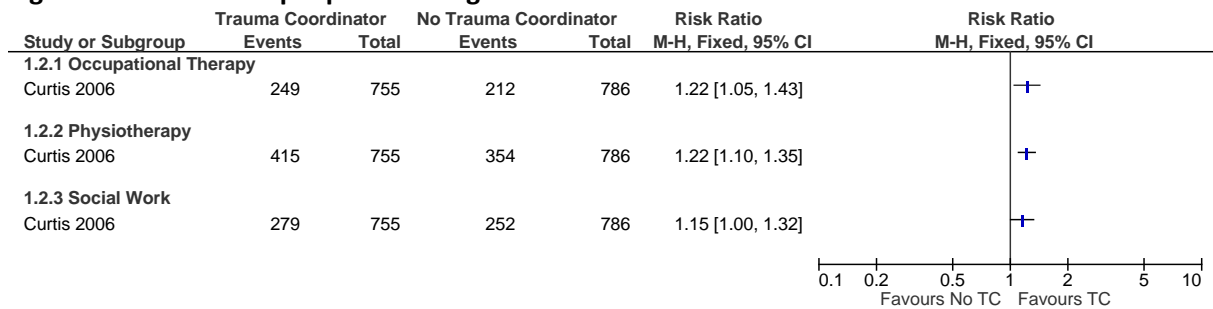 Trauma Coordinator No Trauma Coordinator Risk Ratio Risk Ratio
Study or Subgroup Events Total Events Total M-H, Fixed, 95% CI M-H, Fixed, 95% CI
1.2.1 Occupational Therapy
Curtis 2006 249 755 212 786 1.22 [1.05, 1.43]
1.2.2 Physiotherapy
Curtis 2006 415 755 354 786 1.22 [1.10, 1.35]
1.2.3 Social Work
Curtis 2006 279 755 252 786 1.15 [1.00, 1.32]
0.1 0.2 0.5 1 2 5 10
Favours No TC Favours TC